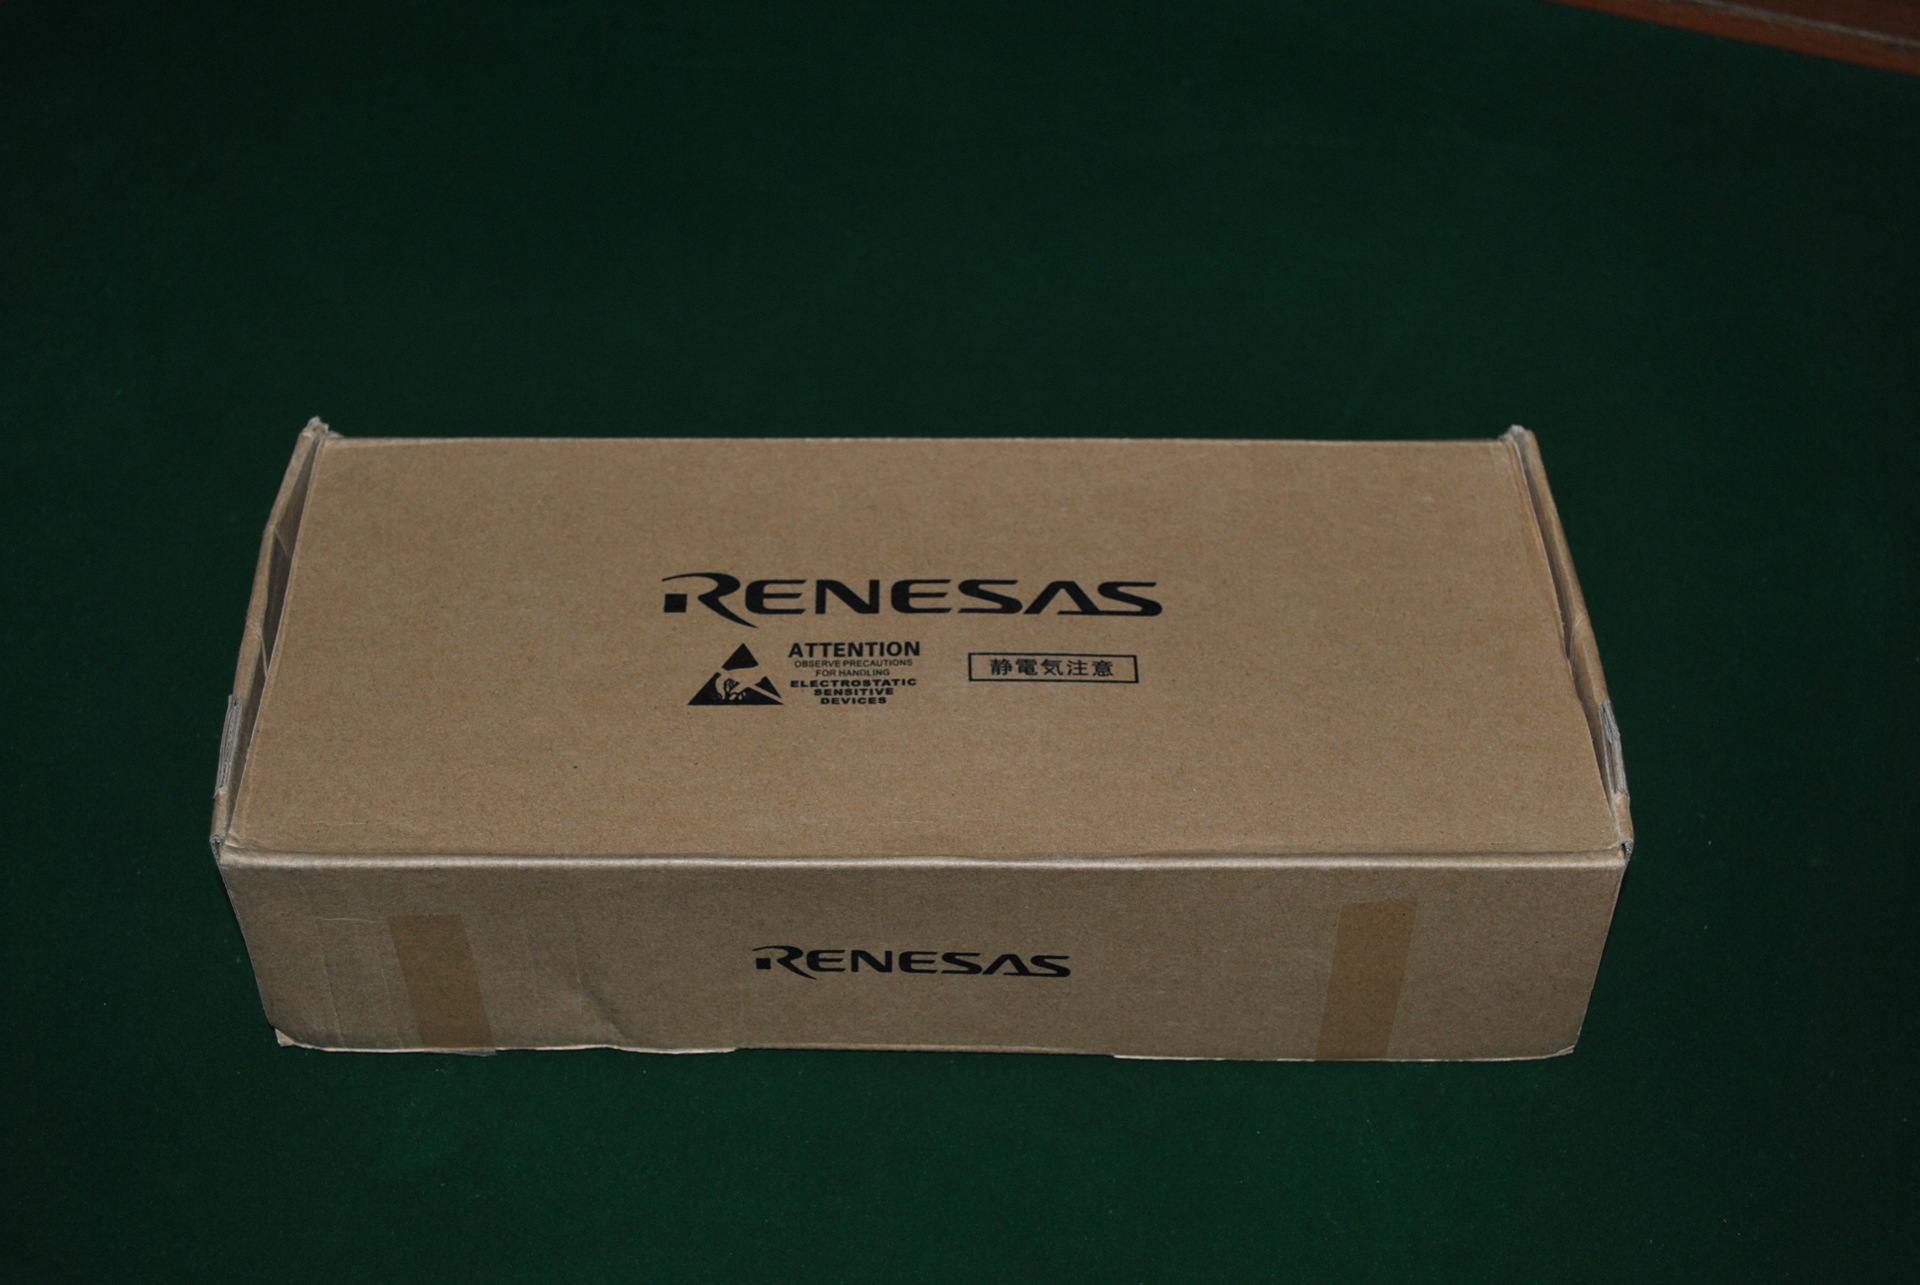 RENESAS
ATTENTION
OBSERVE PRECAUTIONS
FOR HANDLING
ELECTROSTATIC
SENSITIVE
DEVICES
静電気注意
RENESAS